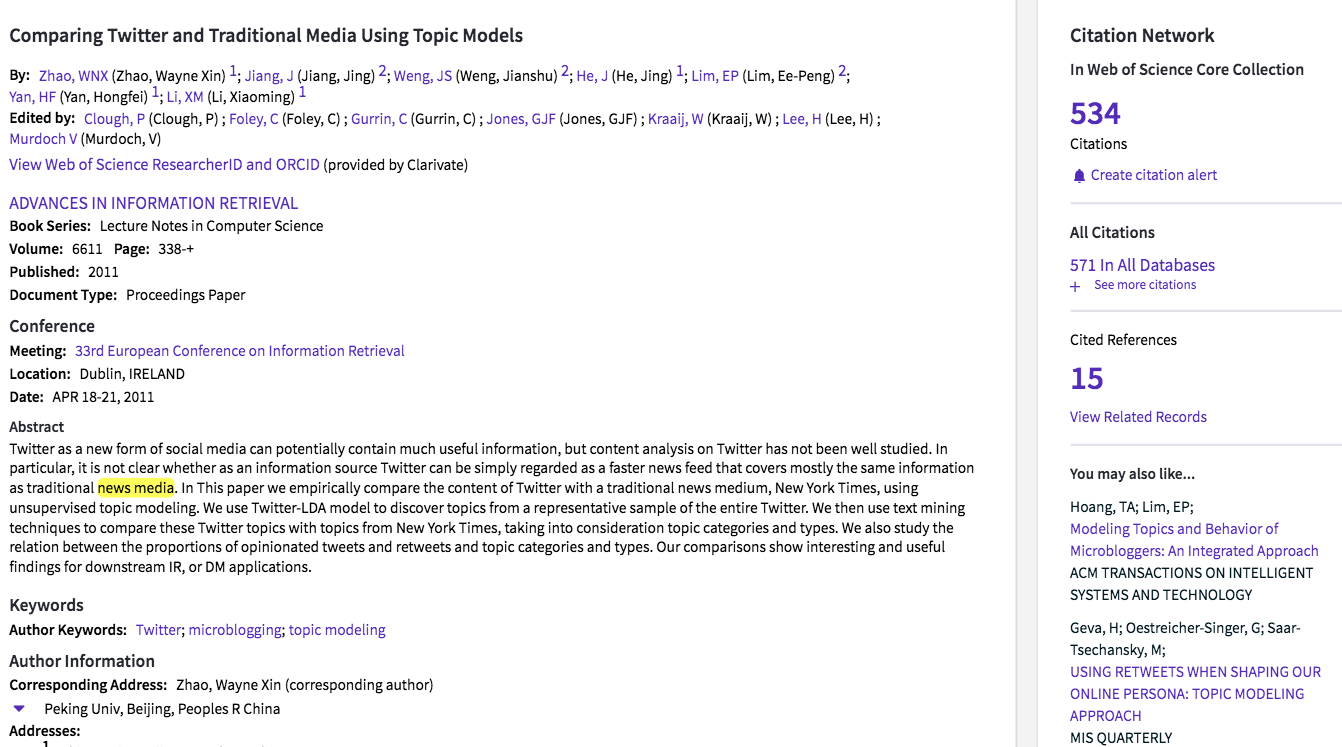 Comparing Twitter and Traditional Media Using Topic Models
By: Zhao, WNX (Zhao, Wayne Xin) 1; Jiang, J (Jiang, Jing) 2; Weng, JS (Weng, Jianshu) 2; He, J (He, Jing) 1; Lim, EP (Lim, Ee-Peng) 2;
Yan, HF (Yan, Hongfei) 1; Li, XM (Li, Xiaoming) 1
Edited by: Clough, P (Clough, P) ; Foley, C (Foley, C) ; Gurrin, C (Gurrin, C) ; Jones, GJF (Jones, GJF) ; Kraaij, W (Kraaij, W) ; Lee, H (Lee, H) ;
Murdoch V (Murdoch, V)
View Web of Science ResearcherID and ORCID (provided by Clarivate)
ADVANCES IN INFORMATION RETRIEVAL
Book Series: Lecture Notes in Computer Science
Volume: 6611 Page: 338-+
Published: 2011
Document Type: Proceedings Paper
Conference
Meeting: 33rd European Conference on Information Retrieval
Location: Dublin, IRELAND
Date: APR 18-21, 2011
Abstract
Twitter as a new form of social media can potentially contain much useful information, but content analysis on Twitter has not been well studied. In
particular, it is not clear whether as an information source Twitter can be simply regarded as a faster news feed that covers mostly the same information
as traditional news media. In This paper we empirically compare the content of Twitter with a traditional news medium, New York Times, using
unsupervised topic modeling. We use Twitter-LDA model to discover topics from a representative sample of the entire Twitter. We then use text mining
techniques to compare these Twitter topics with topics from New York Times, taking into consideration topic categories and types. We also study the
relation between the proportions of opinionated tweets and retweets and topic categories and types. Our comparisons show interesting and useful
findings for downstream IR, or DM applications.
Keywords
Author Keywords: Twitter; microblogging; topic modeling
Author Information
Corresponding Address: Zhao, Wayne Xin (corresponding author)
Peking Univ, Beijing, Peoples R China
Addresses:
1
Citation Network
In Web of Science Core Collection
534
Citations
Create citation alert
All Citations
571 In All Databases
+ See more citations
Cited References
15
View Related Records
You may also like...
Hoang, TA; Lim, EP;
Modeling Topics and Behavior of
Microbloggers: An Integrated Approach
ACM TRANSACTIONS ON INTELLIGENT
SYSTEMS AND TECHNOLOGY
Geva, H; Oestreicher-Singer, G; Saar-
Tsechansky, M;
USING RETWEETS WHEN SHAPING OUR
ONLINE PERSONA: TOPIC MODELING
APPROACH
MIS QUARTERLY